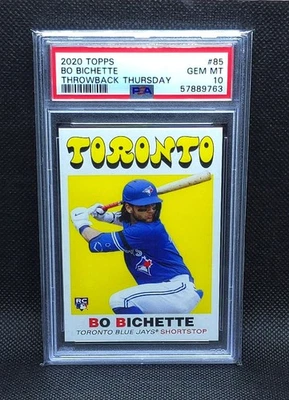 2020 TOPPS #85
BO BICHETTE GEM MT
THROWBACK THURSDAY 10
PSA 57889763
TORONTO
RC
BO BICHETTE
TORONTO BLUE JAYS® SHORTSTOP